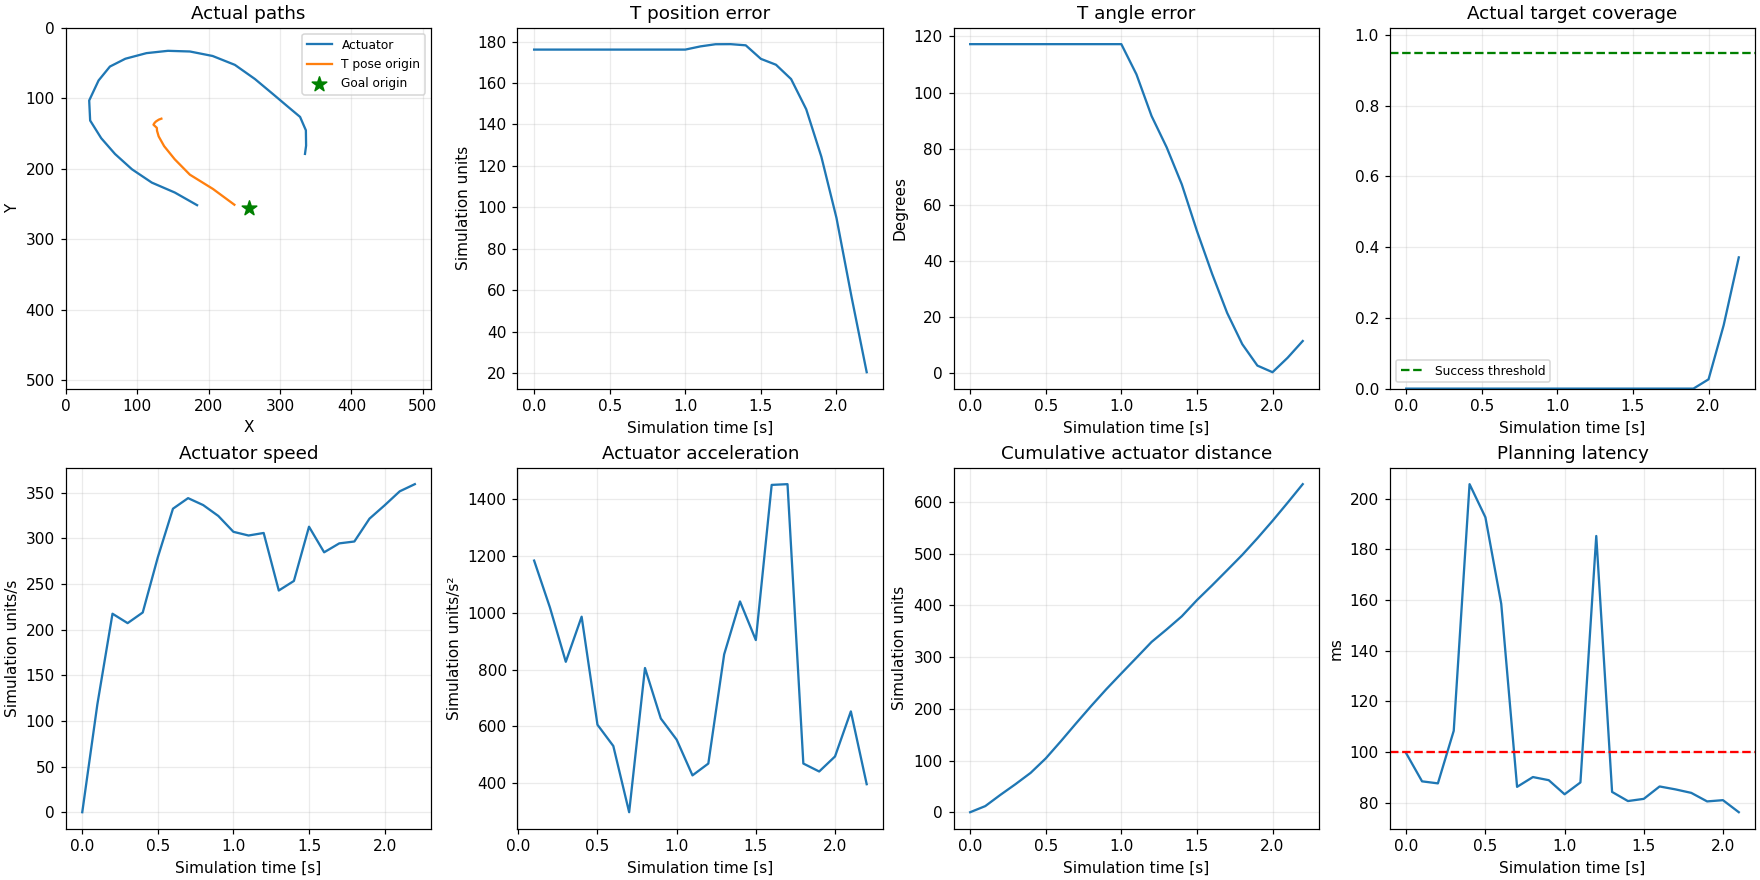 Actual paths
0
100
200
300
400
500
Y
0 100 200 300 400 500
X
Actuator
T pose origin
Goal origin
T position error
180
160
140
120
100
80
60
40
20
Simulation units
0.0 0.5 1.0 1.5 2.0
Simulation time [s]
T angle error
120
100
80
60
40
20
0
Degrees
0.0 0.5 1.0 1.5 2.0
Simulation time [s]
Actual target coverage
1.0
0.8
0.6
0.4
0.2
0.0
Success threshold
0.0 0.5 1.0 1.5 2.0
Simulation time [s]
Actuator speed
350
300
250
200
150
100
50
0
Simulation units/s
0.0 0.5 1.0 1.5 2.0
Simulation time [s]
Actuator acceleration
1400
1200
1000
800
600
400
Simulation units/s²
0.0 0.5 1.0 1.5 2.0
Simulation time [s]
Cumulative actuator distance
600
500
400
300
200
100
0
Simulation units
0.0 0.5 1.0 1.5 2.0
Simulation time [s]
Planning latency
200
180
160
140
120
100
80
ms
0.0 0.5 1.0 1.5 2.0
Simulation time [s]